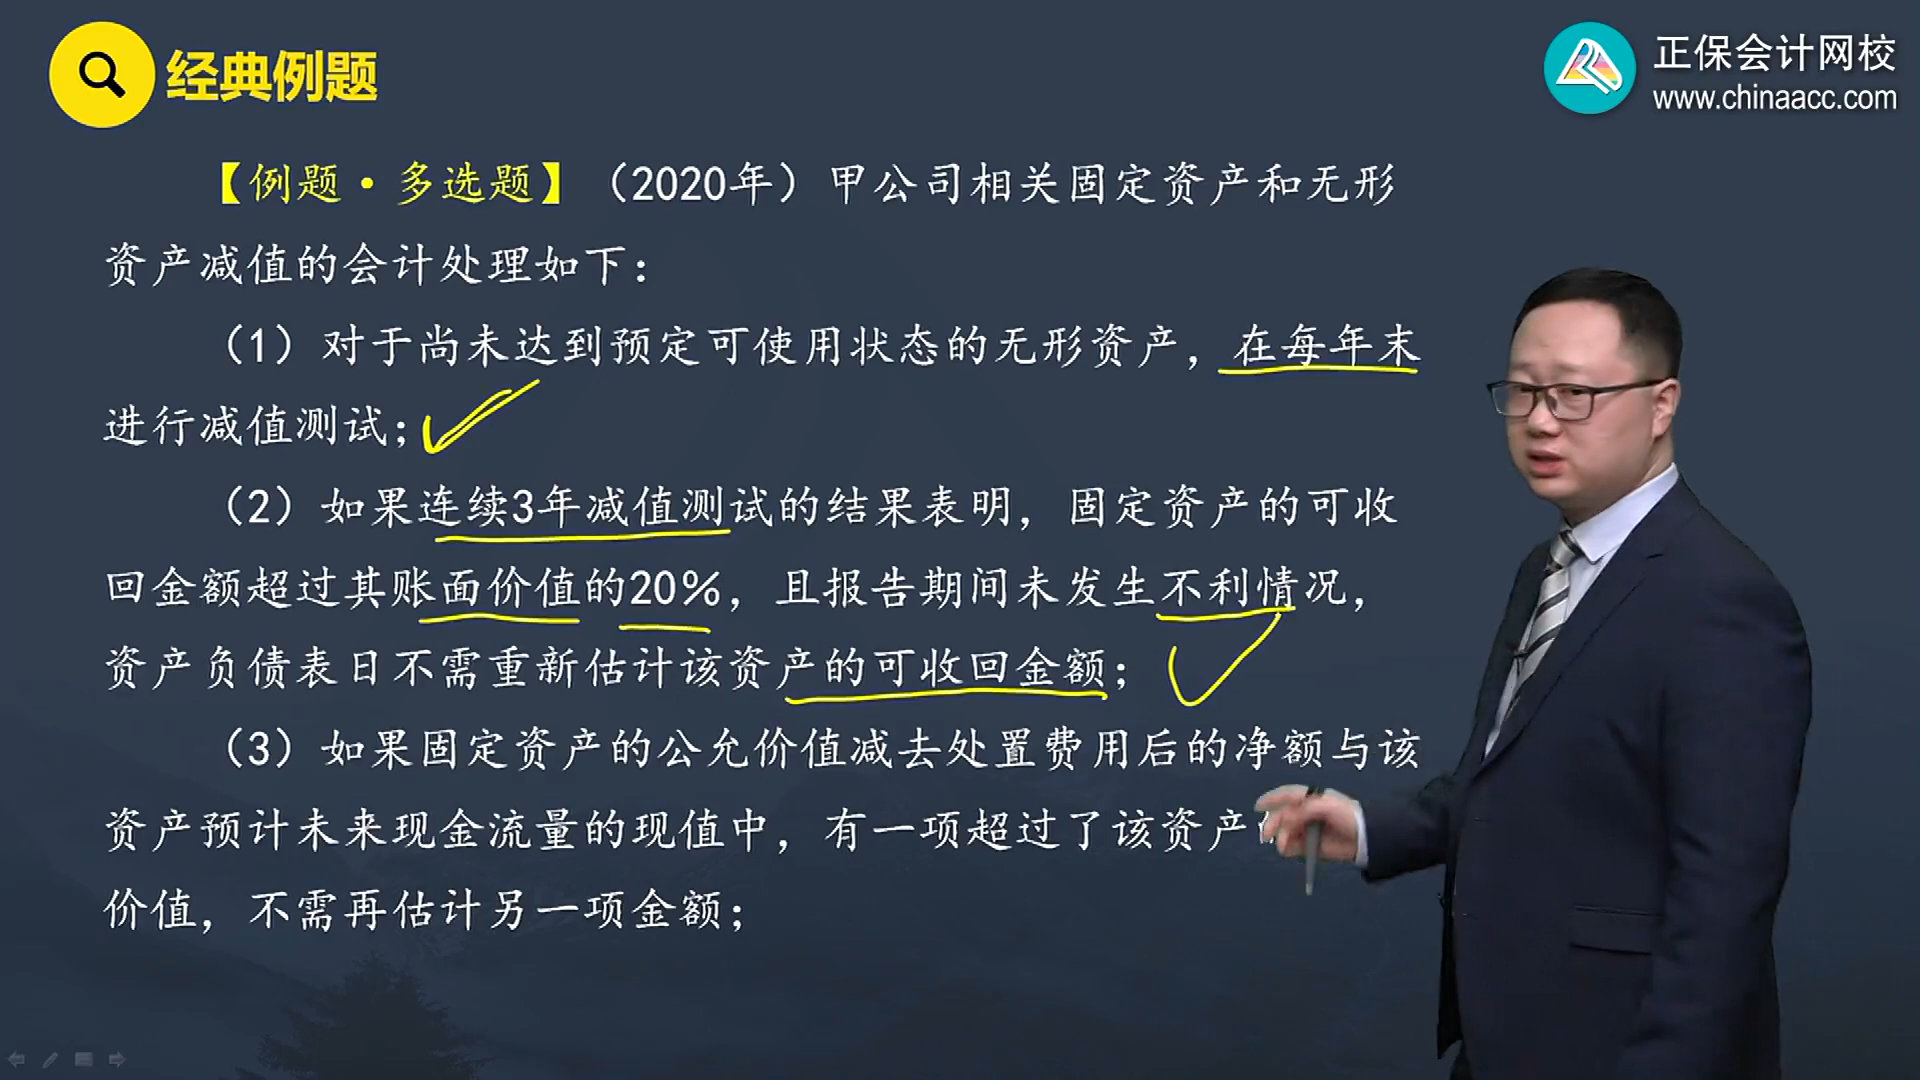 经典例题
正保会计网校
www.chinaacc.com
【例题·多选题】（2020年）甲公司相关固定资产和无形
资产减值的会计处理如下：
（1）对于尚未达到预定可使用状态的无形资产，在每年末
进行减值测试；
（2）如果连续3年减值测试的结果表明，固定资产的可收
回金额超过其账面价值的20%，且报告期间未发生不利情况，
资产负债表日不需重新估计该资产的可收回金额；
（3）如果固定资产的公允价值减去处置费用后的净额与该
资产预计未来现金流量的现值中，有一项超过了该资产
价值，不需再估计另一项金额；